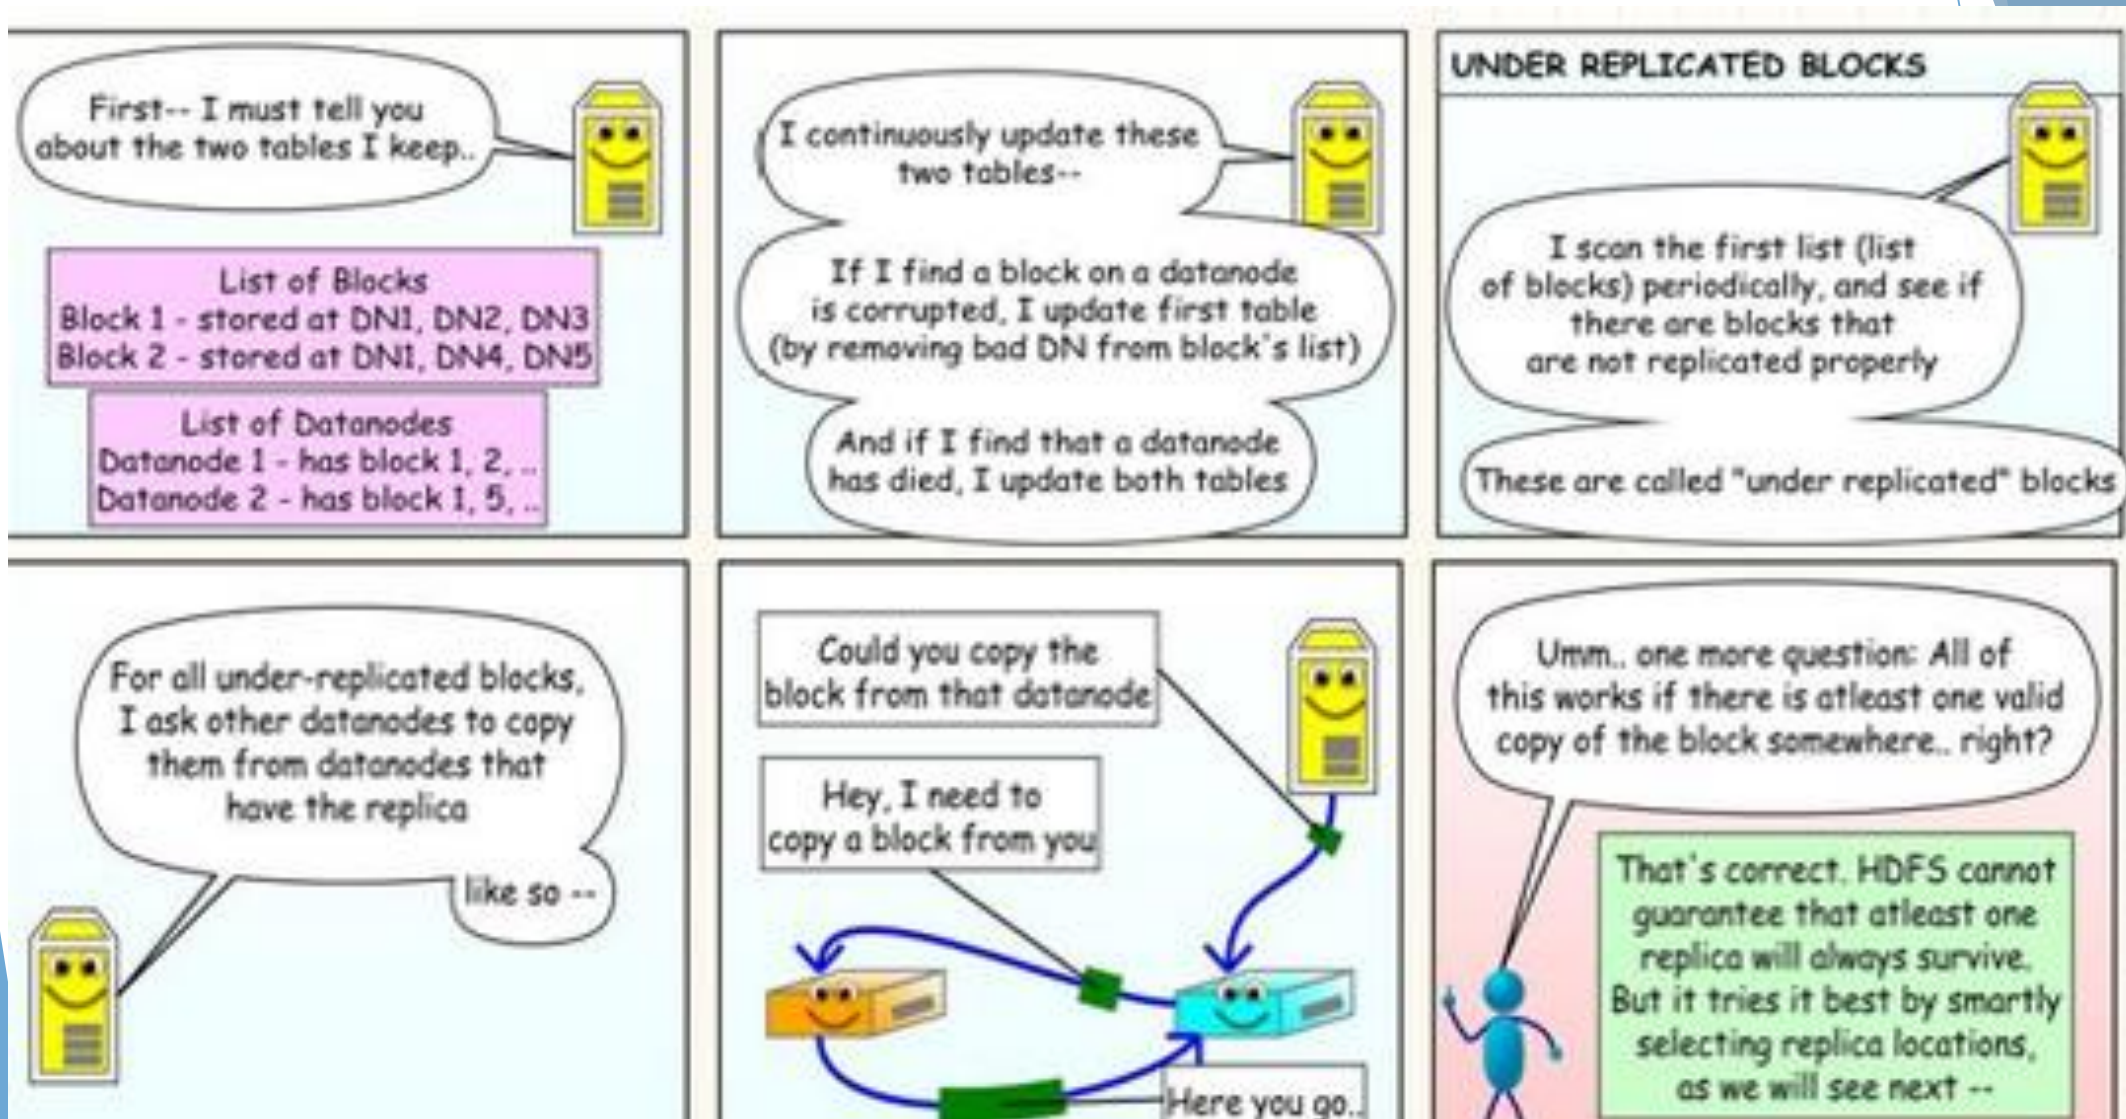 First-- I must tell you
about the two tables I keep..
List of Blocks
Block 1 - stored at DN1, DN2, DN3
Block 2 - stored at DN1, DN4, DN5
List of Datanodes
Datanode 1 - has block 1, 2, ..
Datanode 2 - has block 1, 5, ..
I continuously update these
two tables--
If I find a block on a datanode
is corrupted, I update first table
(by removing bad DN from block's list)
And if I find that a datanode
has died, I update both tables
UNDER REPLICATED BLOCKS
I scan the first list (list
of blocks) periodically, and see if
there are blocks that
are not replicated properly
These are called "under replicated" blocks
For all under-replicated blocks,
I ask other datanodes to copy
them from datanodes that
have the replica
like so --
Could you copy the
block from that datanode
Hey, I need to
copy a block from you
Here you go..
Umm.. one more question: All of
this works if there is atleast one valid
copy of the block somewhere.. right?
That's correct. HDFS cannot
guarantee that atleast one
replica will always survive.
But it tries it best by smartly
selecting replica locations,
as we will see next --